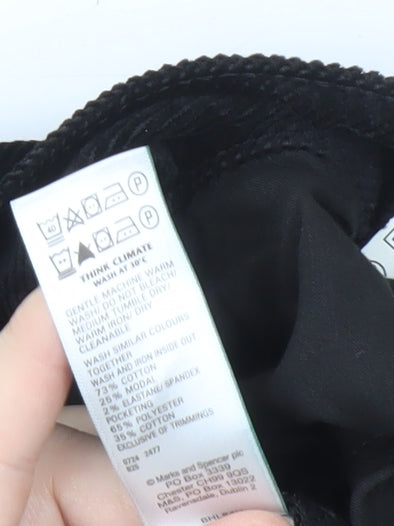 40 P
P
THINK CLIMATE
WASH AT 30°C
GENTLE MACHINE WARM
WASH/ DO NOT BLEACH/
MEDIUM TUMBLE DRY/
WARM IRON/ DRY
CLEANABLE
WASH SIMILAR COLOURS
TOGETHER
WASH AND IRON INSIDE OUT
73% COTTON
25% MODAL
2% ELASTANE/ SPANDEX
POCKETING
65% POLYESTER
35% COTTON
EXCLUSIVE OF TRIMMINGS
0724 2477
© Marks and Spencer plc
PO Box 3339
Chester CH99 9QS
M&S, PO Box 13022
Ravensdale, Dublin 2